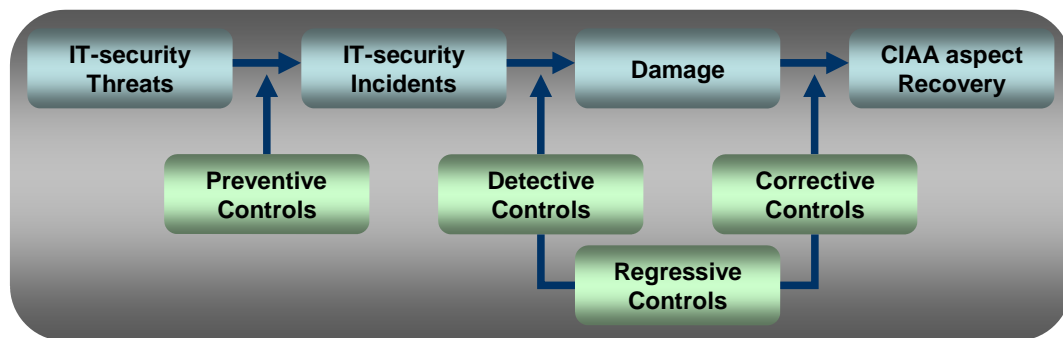 IT-security
Threats
IT-security
Incidents
Damage
CIAA aspect
Recovery
Preventive
Controls
Detective
Controls
Corrective
Controls
Regressive
Controls